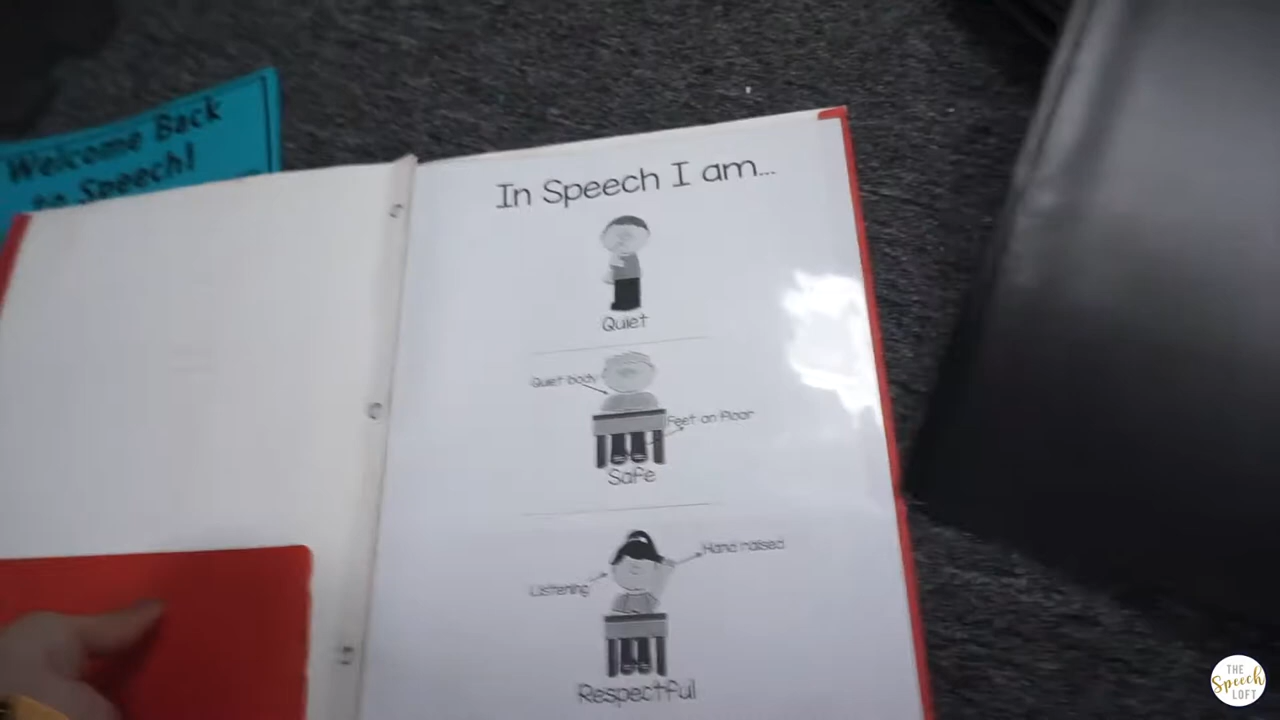 Welcome Back
to Speech!
In Speech I am...
Quiet
Quiet body
Feet on floor
Safe
Hand raised
Listening
Respectful
THE
Speech
LOFT